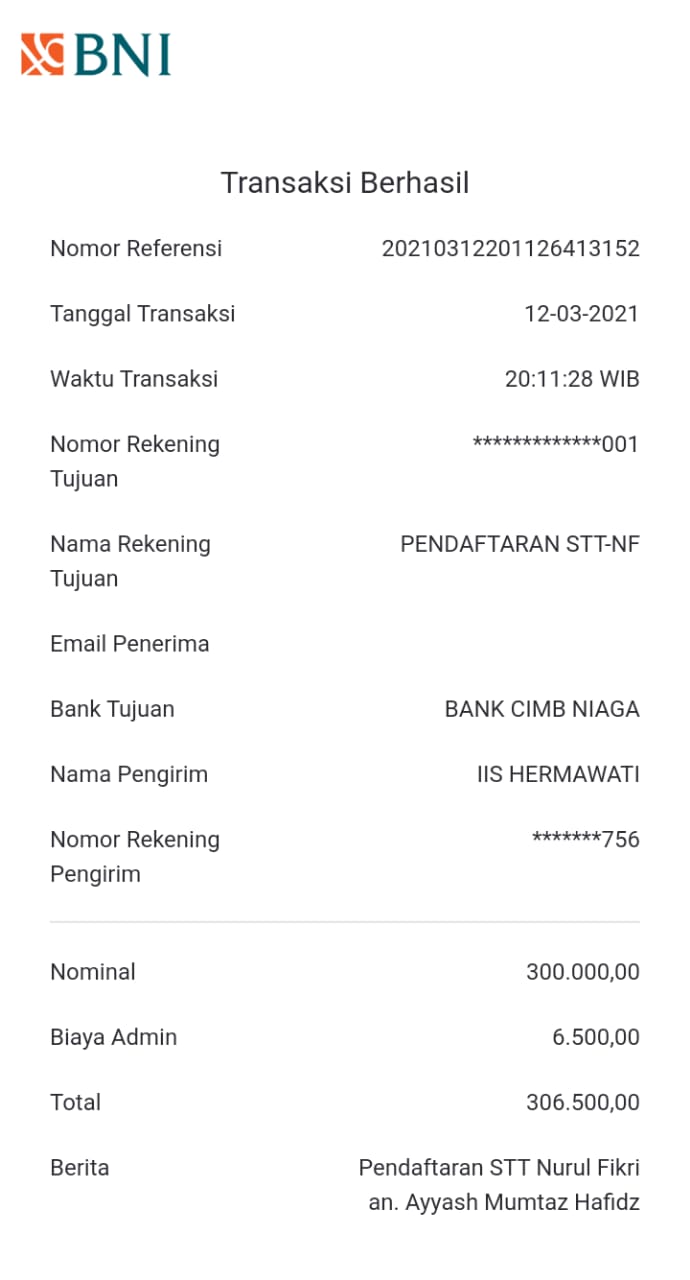 BNI
Transaksi Berhasil
Nomor Referensi 20210312201126413152
Tanggal Transaksi 12-03-2021
Waktu Transaksi 20:11:28 WIB
Nomor Rekening *************001
Tujuan
Nama Rekening PENDAFTARAN STT-NF
Tujuan
Email Penerima
Bank Tujuan BANK CIMB NIAGA
Nama Pengirim IIS HERMAWATI
Nomor Rekening *******756
Pengirim
Nominal 300.000,00
Biaya Admin 6.500,00
Total 306.500,00
Berita Pendaftaran STT Nurul Fikri
an. Ayyash Mumtaz Hafidz